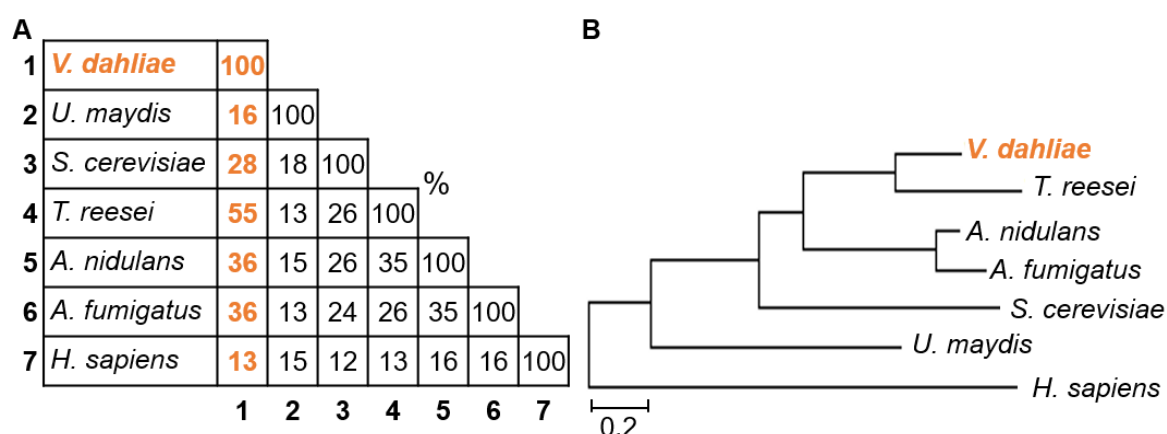 A
1 V. dahliae 100
2 U. maydis 16 100
3 S. cerevisiae 28 18 100
%
4 T. reesei 55 13 26 100
5 A. nidulans 36 15 26 35 100
6 A. fumigatus 36 13 24 26 35 100
7 H. sapiens 13 15 12 13 16 16 100
1 2 3 4 5 6 7
B
V. dahliae
T. reesei
A. nidulans
A. fumigatus
S. cerevisiae
U. maydis
H. sapiens
0.2